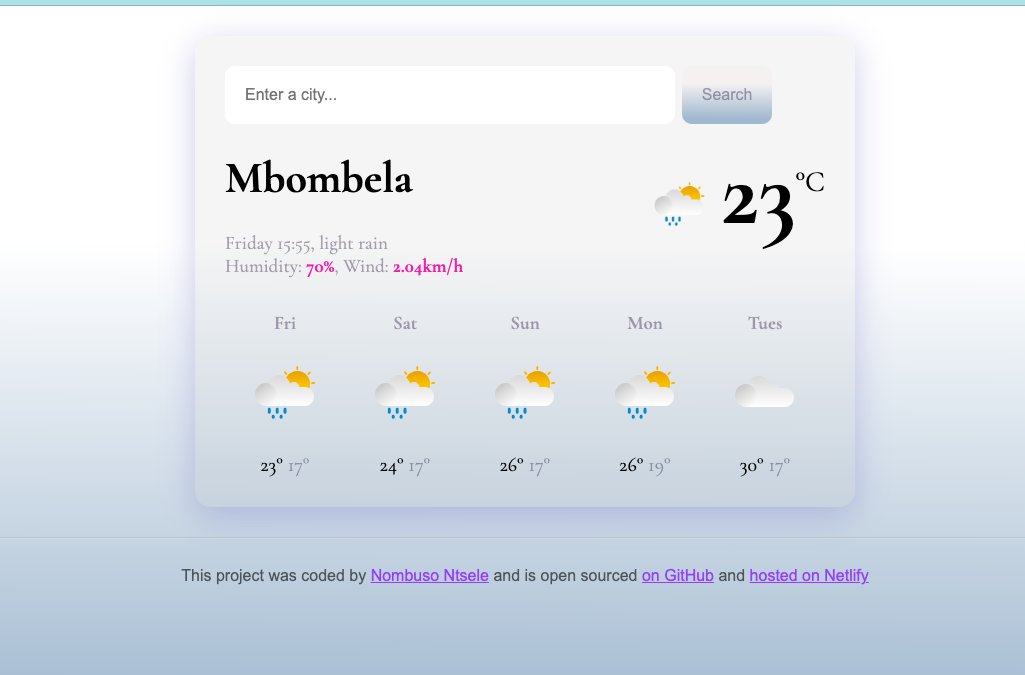 Enter a city...
Search
Mbombela
23°C
Friday 15:55, light rain
Humidity: 70%, Wind: 2.04km/h
Fri Sat Sun Mon Tues
23° 17° 24° 17° 26° 17° 26° 19° 30° 17°
This project was coded by Nombuso Ntsele and is open sourced on GitHub and hosted on Netlify